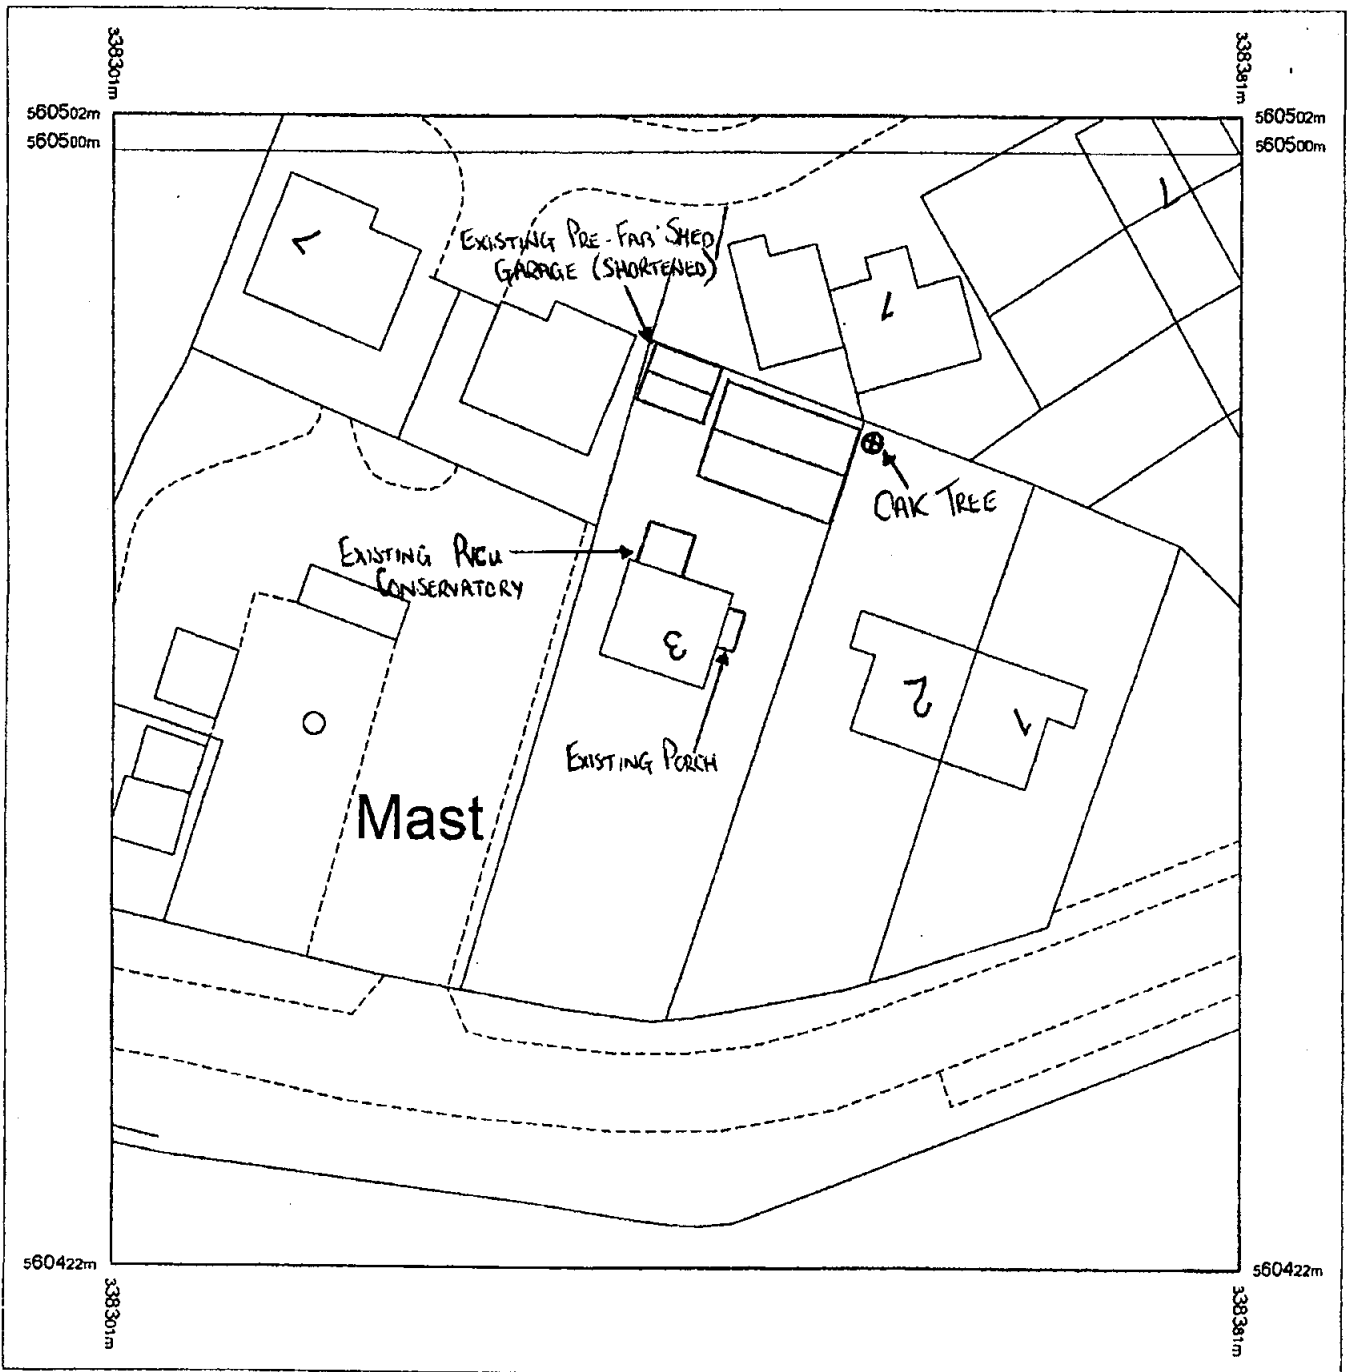 338301m
338381m
560502m
560502m
560500m
560500m
EXISTING PRE-FAB' SHED
GARAGE (SHORTENED)
OAK TREE
EXISTING
CONSERVATORY
3
2
1
EXISTING PORCH
Mast
560422m
560422m
338301m
338381m